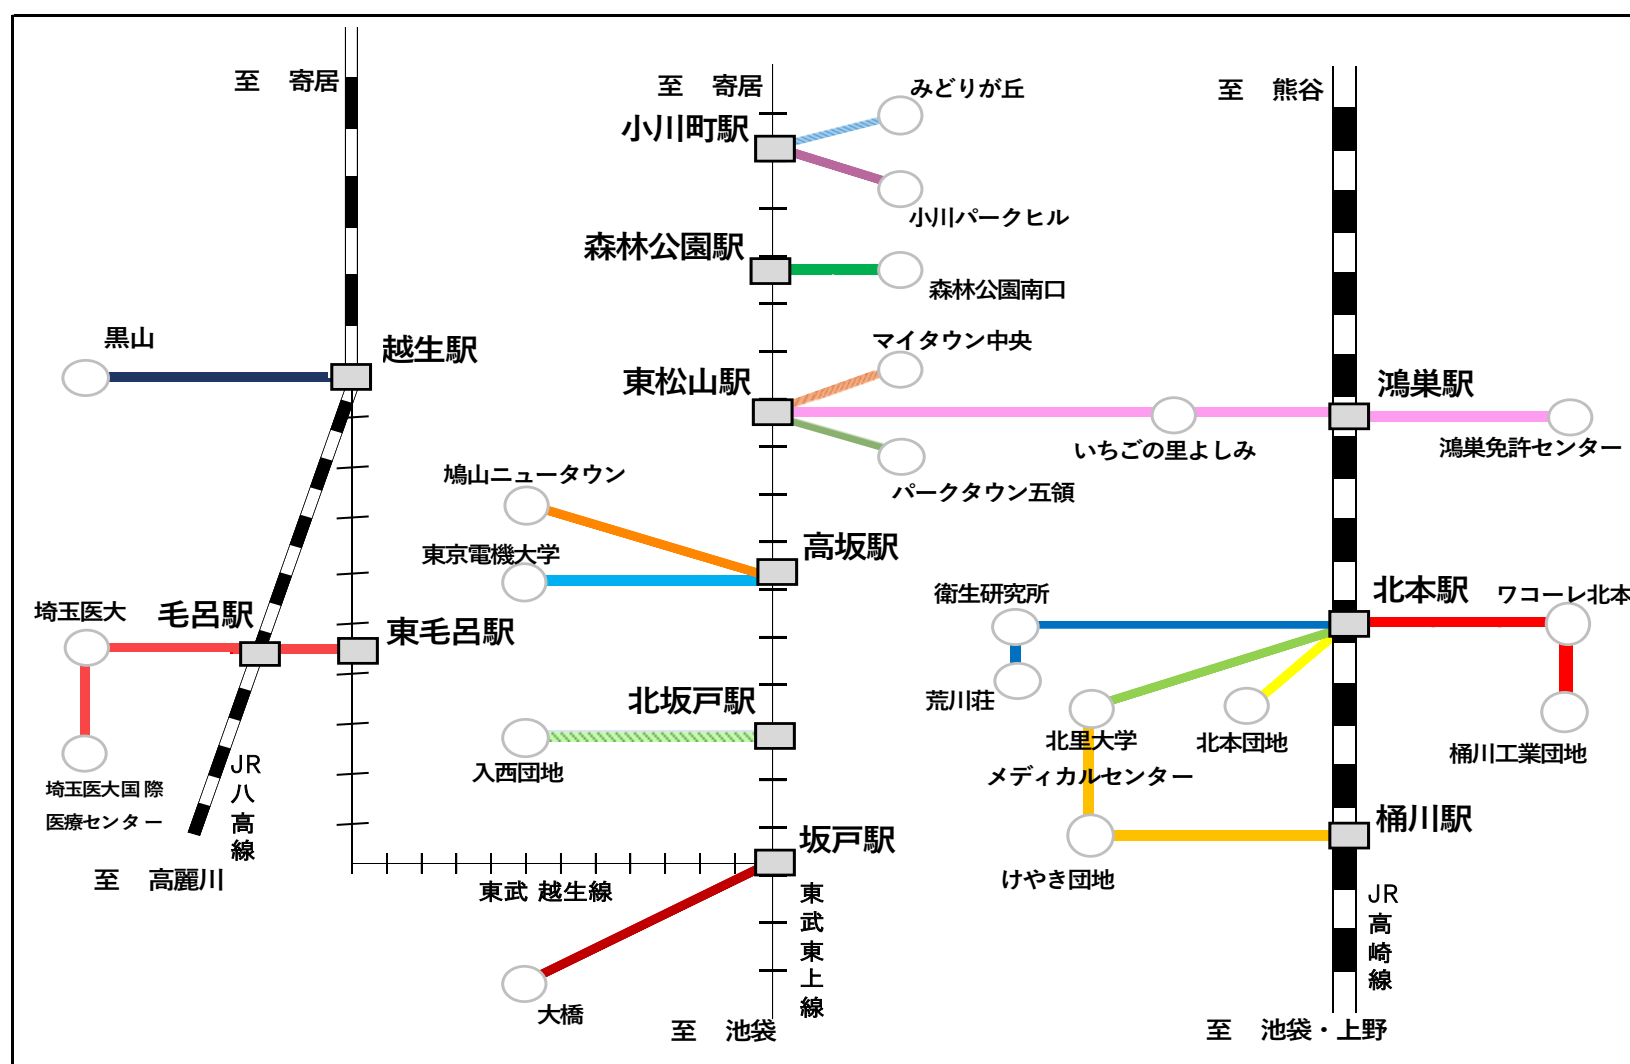 至　寄居
至　寄居
みどりが丘
至　熊谷
小川町駅
小川パークヒル
森林公園駅
森林公園南口
黒山
越生駅
マイタウン中央
東松山駅
鴻巣駅
いちごの里よしみ
鴻巣免許センター
鳩山ニュータウン
パークタウン五領
高坂駅
東京電機大学
衛生研究所
北本駅
ワコーレ北本
埼玉医大
毛呂駅
東毛呂駅
荒川荘
北坂戸駅
北里大学
メディカルセンター
北本団地
桶川工業団地
入西団地
埼玉医大国際
医療センター
JR八高線
坂戸駅
桶川駅
至　高麗川
東武 越生線
けやき団地
東武東上線
JR高崎線
大橋
至　池袋
至　池袋・上野